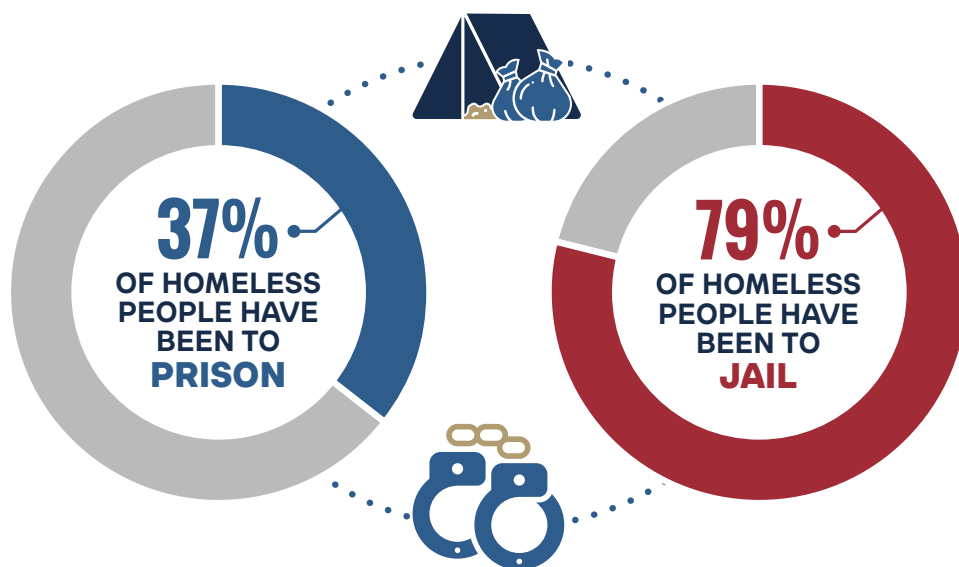 37%
OF HOMELESS
PEOPLE HAVE
BEEN TO
PRISON
79%
OF HOMELESS
PEOPLE HAVE
BEEN TO
JAIL